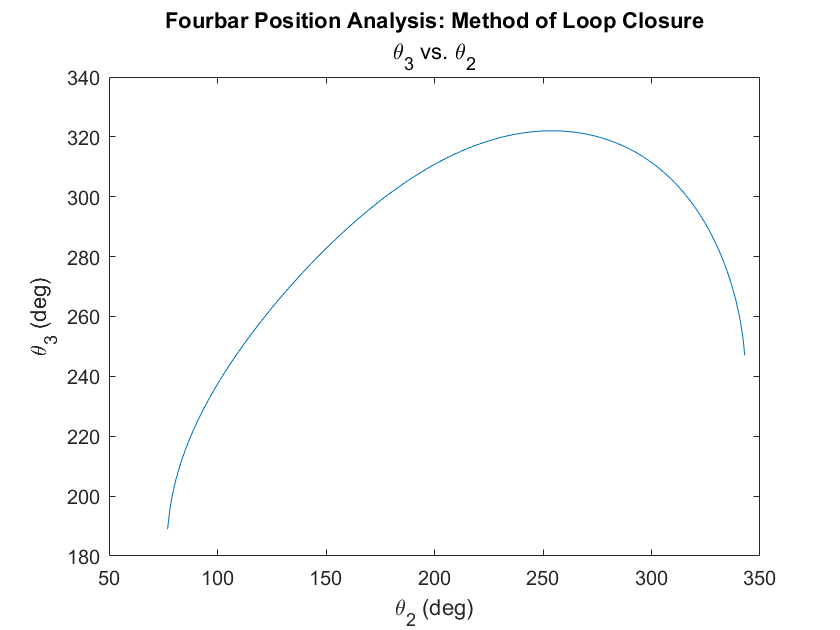 Fourbar Position Analysis: Method of Loop Closure
θ₃ vs. θ₂
340
320
300
280
260
240
220
200
180
θ₃ (deg)
50 100 150 200 250 300 350
θ₂ (deg)